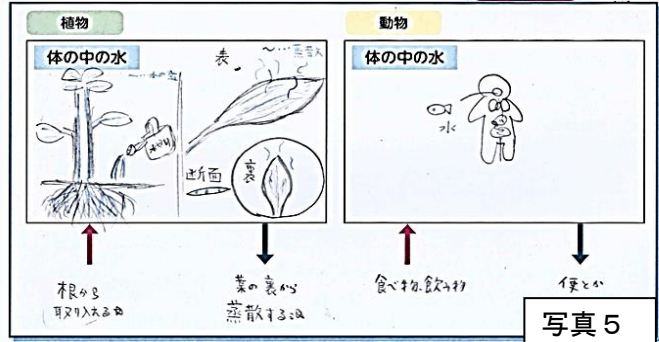 植物
動物
体の中の水
体の中の水
表
〜…蒸散
水
断面
裏
根から
取り入れる
葉の裏から
蒸散する
食べ物、飲み物
便とか
写真5